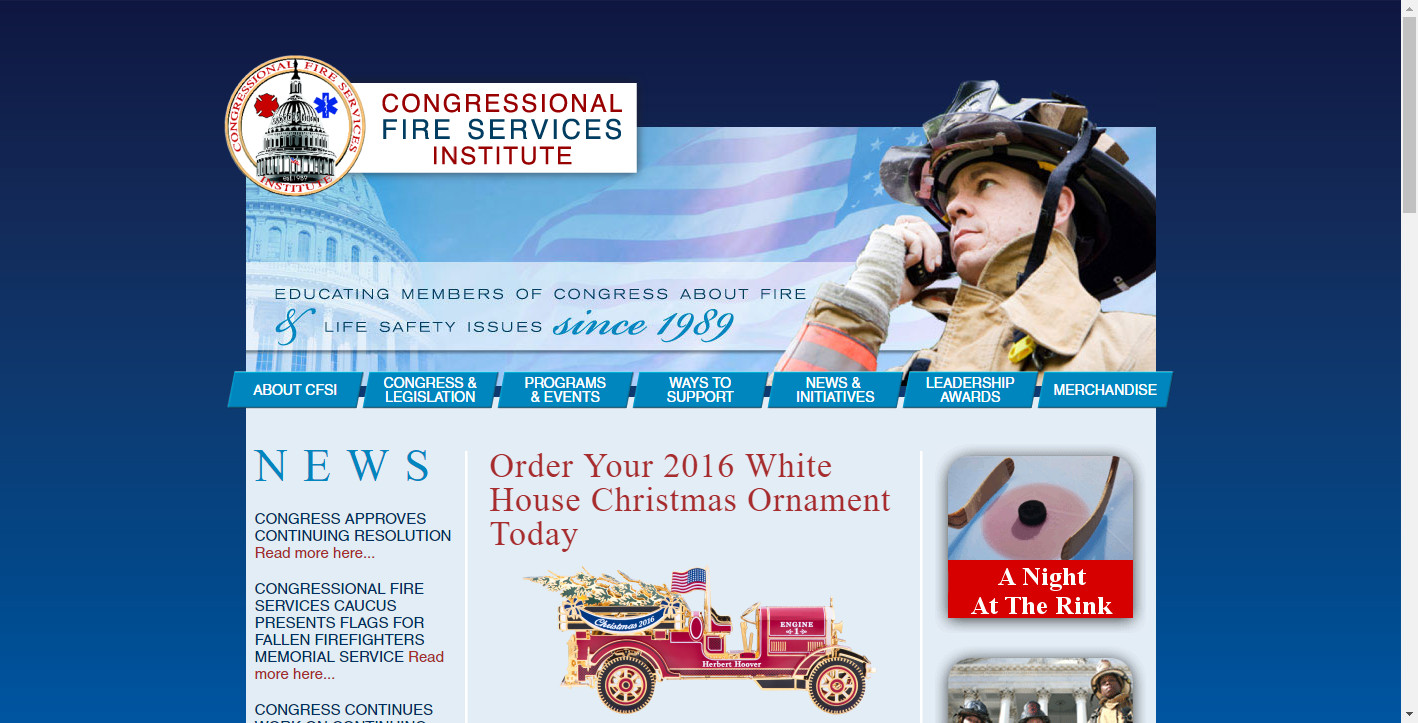 CONGRESSIONAL FIRE SERVICES
INSTITUTE
est. 1989
CONGRESSIONAL
FIRE SERVICES
INSTITUTE
EDUCATING MEMBERS OF CONGRESS ABOUT FIRE
& LIFE SAFETY ISSUES since 1989
ABOUT CFSI
CONGRESS &
LEGISLATION
PROGRAMS
& EVENTS
WAYS TO
SUPPORT
NEWS &
INITIATIVES
LEADERSHIP
AWARDS
MERCHANDISE
NEWS
CONGRESS APPROVES
CONTINUING RESOLUTION
Read more here...
CONGRESSIONAL FIRE
SERVICES CAUCUS
PRESENTS FLAGS FOR
FALLEN FIREFIGHTERS
MEMORIAL SERVICE Read
more here...
CONGRESS CONTINUES
WORK ON CONTINUING
Order Your 2016 White
House Christmas Ornament
Today
Christmas 2016
ENGINE
1
Herbert Hoover
A Night
At The Rink